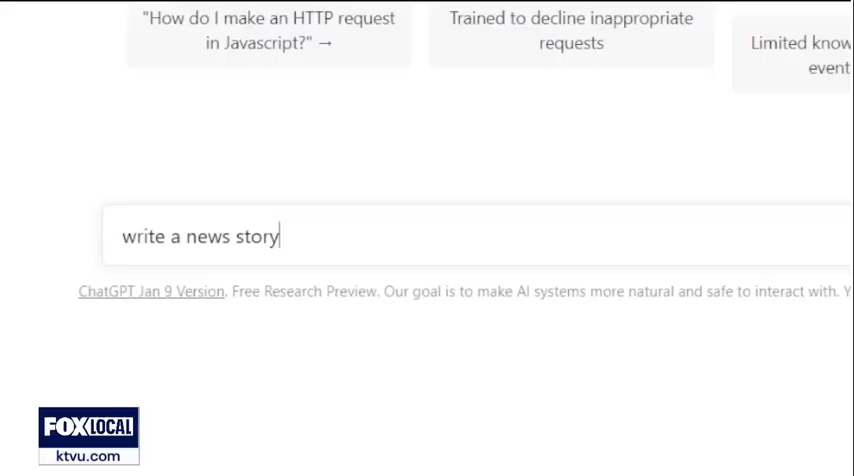 "How do I make an HTTP request
in Javascript?" →
Trained to decline inappropriate
requests
Limited know
event
write a news story
ChatGPT Jan 9 Version. Free Research Preview. Our goal is to make AI systems more natural and safe to interact with. Y
FOX LOCAL
ktvu.com